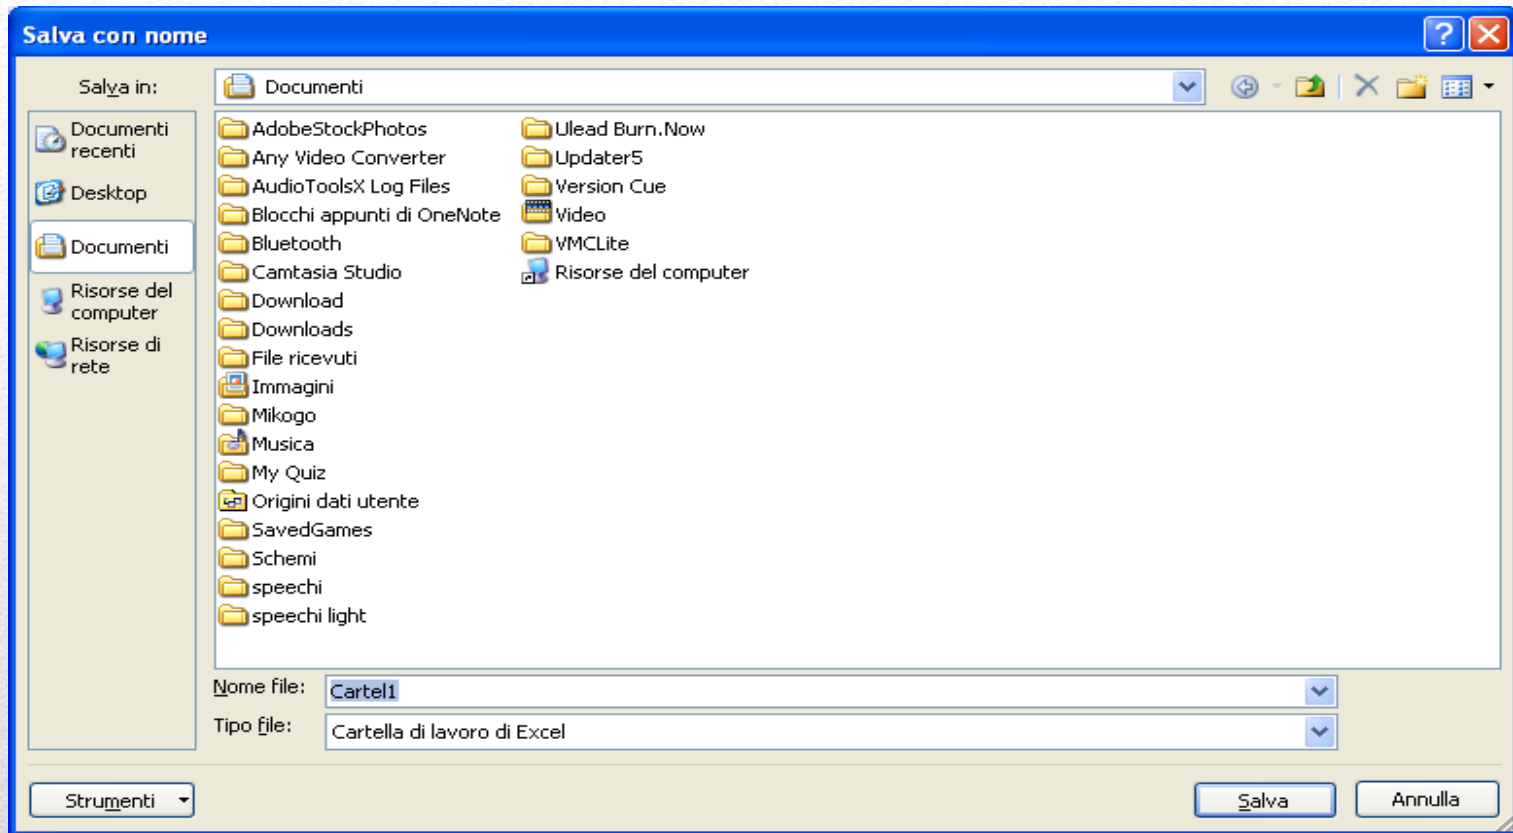 Salva con nome
Salva in:
Documenti
Documenti
recenti
Desktop
Documenti
Risorse del
computer
Risorse di
rete
AdobeStockPhotos
Any Video Converter
AudioToolsX Log Files
Blocchi appunti di OneNote
Bluetooth
Camtasia Studio
Download
Downloads
File ricevuti
Immagini
Mikogo
Musica
My Quiz
Origini dati utente
SavedGames
Schemi
speechi
speechi light
Ulead Burn.Now
Updater5
Version Cue
Video
VMCLite
Risorse del computer
Nome file:
Cartel1
Tipo file:
Cartella di lavoro di Excel
Strumenti
Salva
Annulla